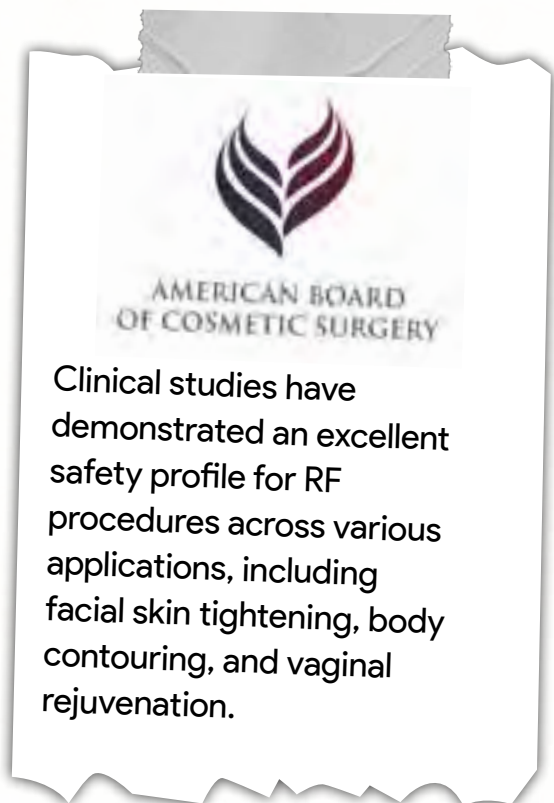 AMERICAN BOARD
OF COSMETIC SURGERY
Clinical studies have
demonstrated an excellent
safety profile for RF
procedures across various
applications, including
facial skin tightening, body
contouring, and vaginal
rejuvenation.